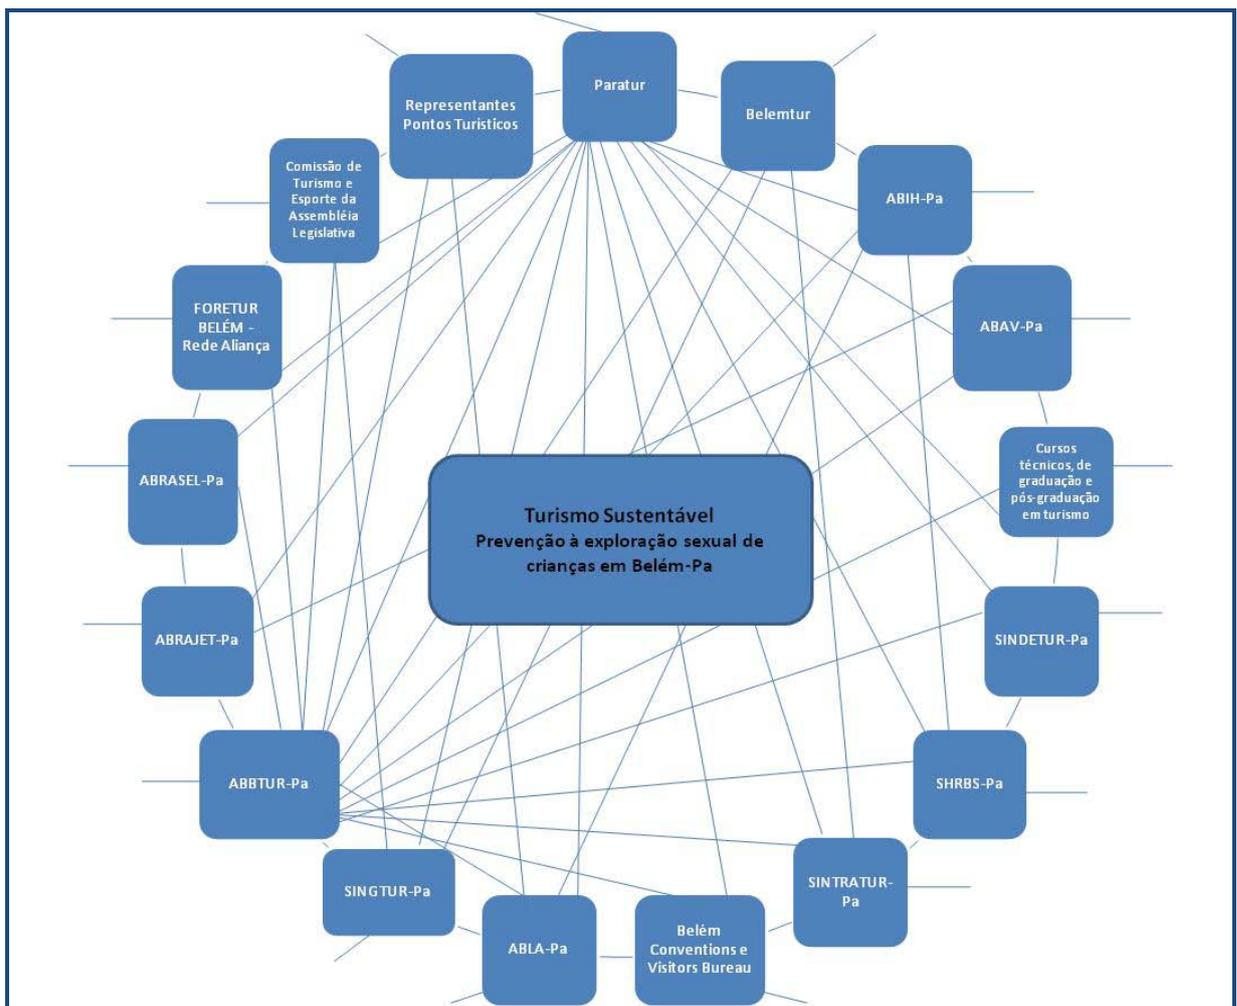 Paratur
Representantes
Pontos Turisticos
Belemtur
Comissão de
Turismo e
Esporte da
Assembléia
Legislativa
ABIH-Pa
FORETUR
BELÉM -
Rede Aliança
ABAV-Pa
ABRASEL-Pa
Cursos
técnicos, de
graduação e
pós-graduação
em turismo
Turismo Sustentável
Prevenção à exploração sexual de
crianças em Belém-Pa
ABRAJET-Pa
SINDETUR-Pa
ABBTUR-Pa
SHRBS-Pa
SINGTUR-Pa
SINTRATUR-
Pa
ABLA-Pa
Belém
Conventions e
Visitors Bureau